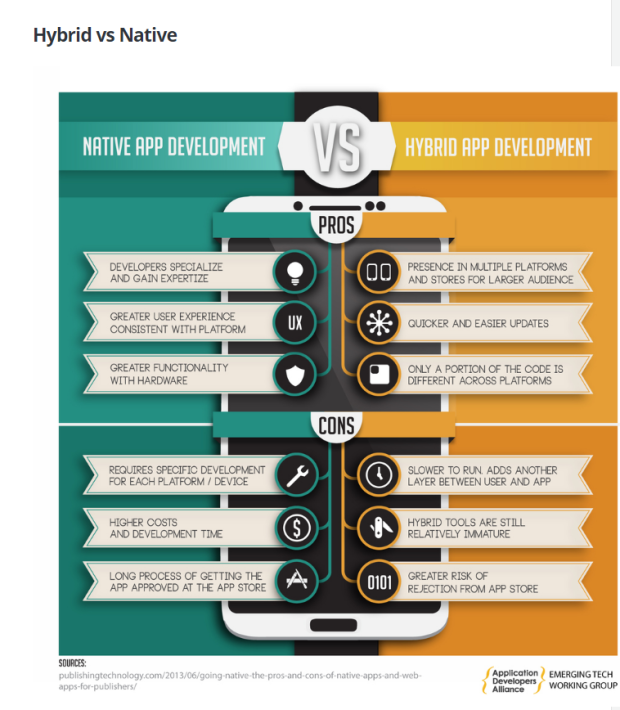 Hybrid vs Native
NATIVE APP DEVELOPMENT
VS
HYBRID APP DEVELOPMENT
PROS
DEVELOPERS SPECIALIZE
AND GAIN EXPERTIZE
GREATER USER EXPERIENCE
CONSISTENT WITH PLATFORM
UX
GREATER FUNCTIONALITY
WITH HARDWARE
PRESENCE IN MULTIPLE PLATFORMS
AND STORES FOR LARGER AUDIENCE
QUICKER AND EASIER UPDATES
ONLY A PORTION OF THE CODE IS
DIFFERENT ACROSS PLATFORMS
CONS
REQUIRES SPECIFIC DEVELOPMENT
FOR EACH PLATFORM / DEVICE
HIGHER COSTS
AND DEVELOPMENT TIME
$
LONG PROCESS OF GETTING THE
APP APPROVED AT THE APP STORE
SLOWER TO RUN. ADDS ANOTHER
LAYER BETWEEN USER AND APP
HYBRID TOOLS ARE STILL
RELATIVELY IMMATURE
0101
GREATER RISK OF
REJECTION FROM APP STORE
SOURCES:
publishingtechnology.com/2013/06/going-native-the-pros-and-cons-of-native-apps-and-web-
apps-for-publishers/
Application
Developers
Alliance
EMERGING TECH
WORKING GROUP